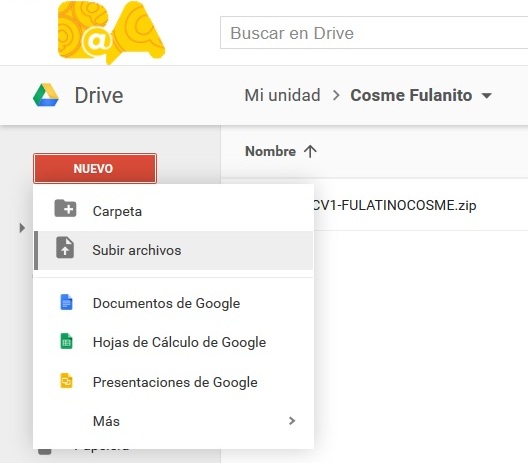 B@A
Buscar en Drive
Drive
Mi unidad > Cosme Fulanito
NUEVO
Nombre
Carpeta
CV1-FULATINOCOSME.zip
Subir archivos
Documentos de Google
Hojas de Cálculo de Google
Presentaciones de Google
Más